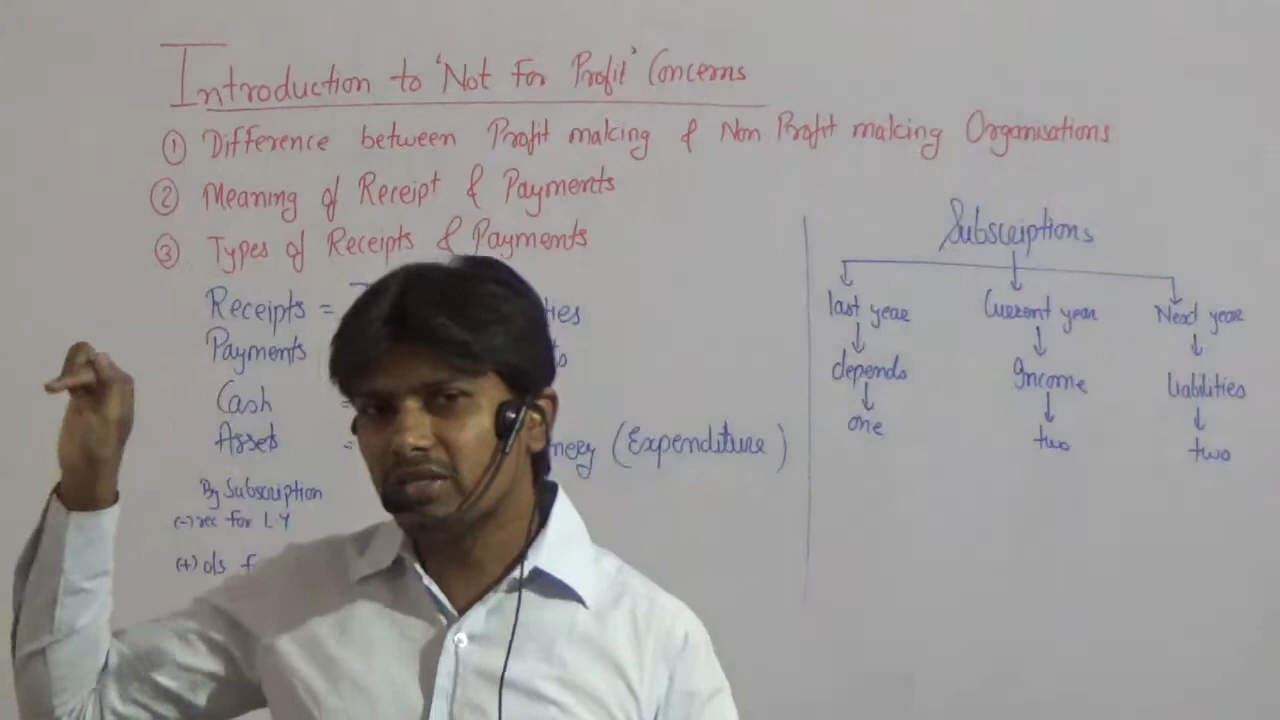 Introduction to 'Not For Profit' Concerns
① Difference between Profit making & Non Profit making Organisations
② Meaning of Receipt & Payments
③ Types of Receipts & Payments
Receipts =
Payments
Cash
Assets = (Expenditure)
By Subscription
(-) rec for L.Y
(+) o/s f
Subscriptions
last year Current year Next year
depends Income liabilities
one two two